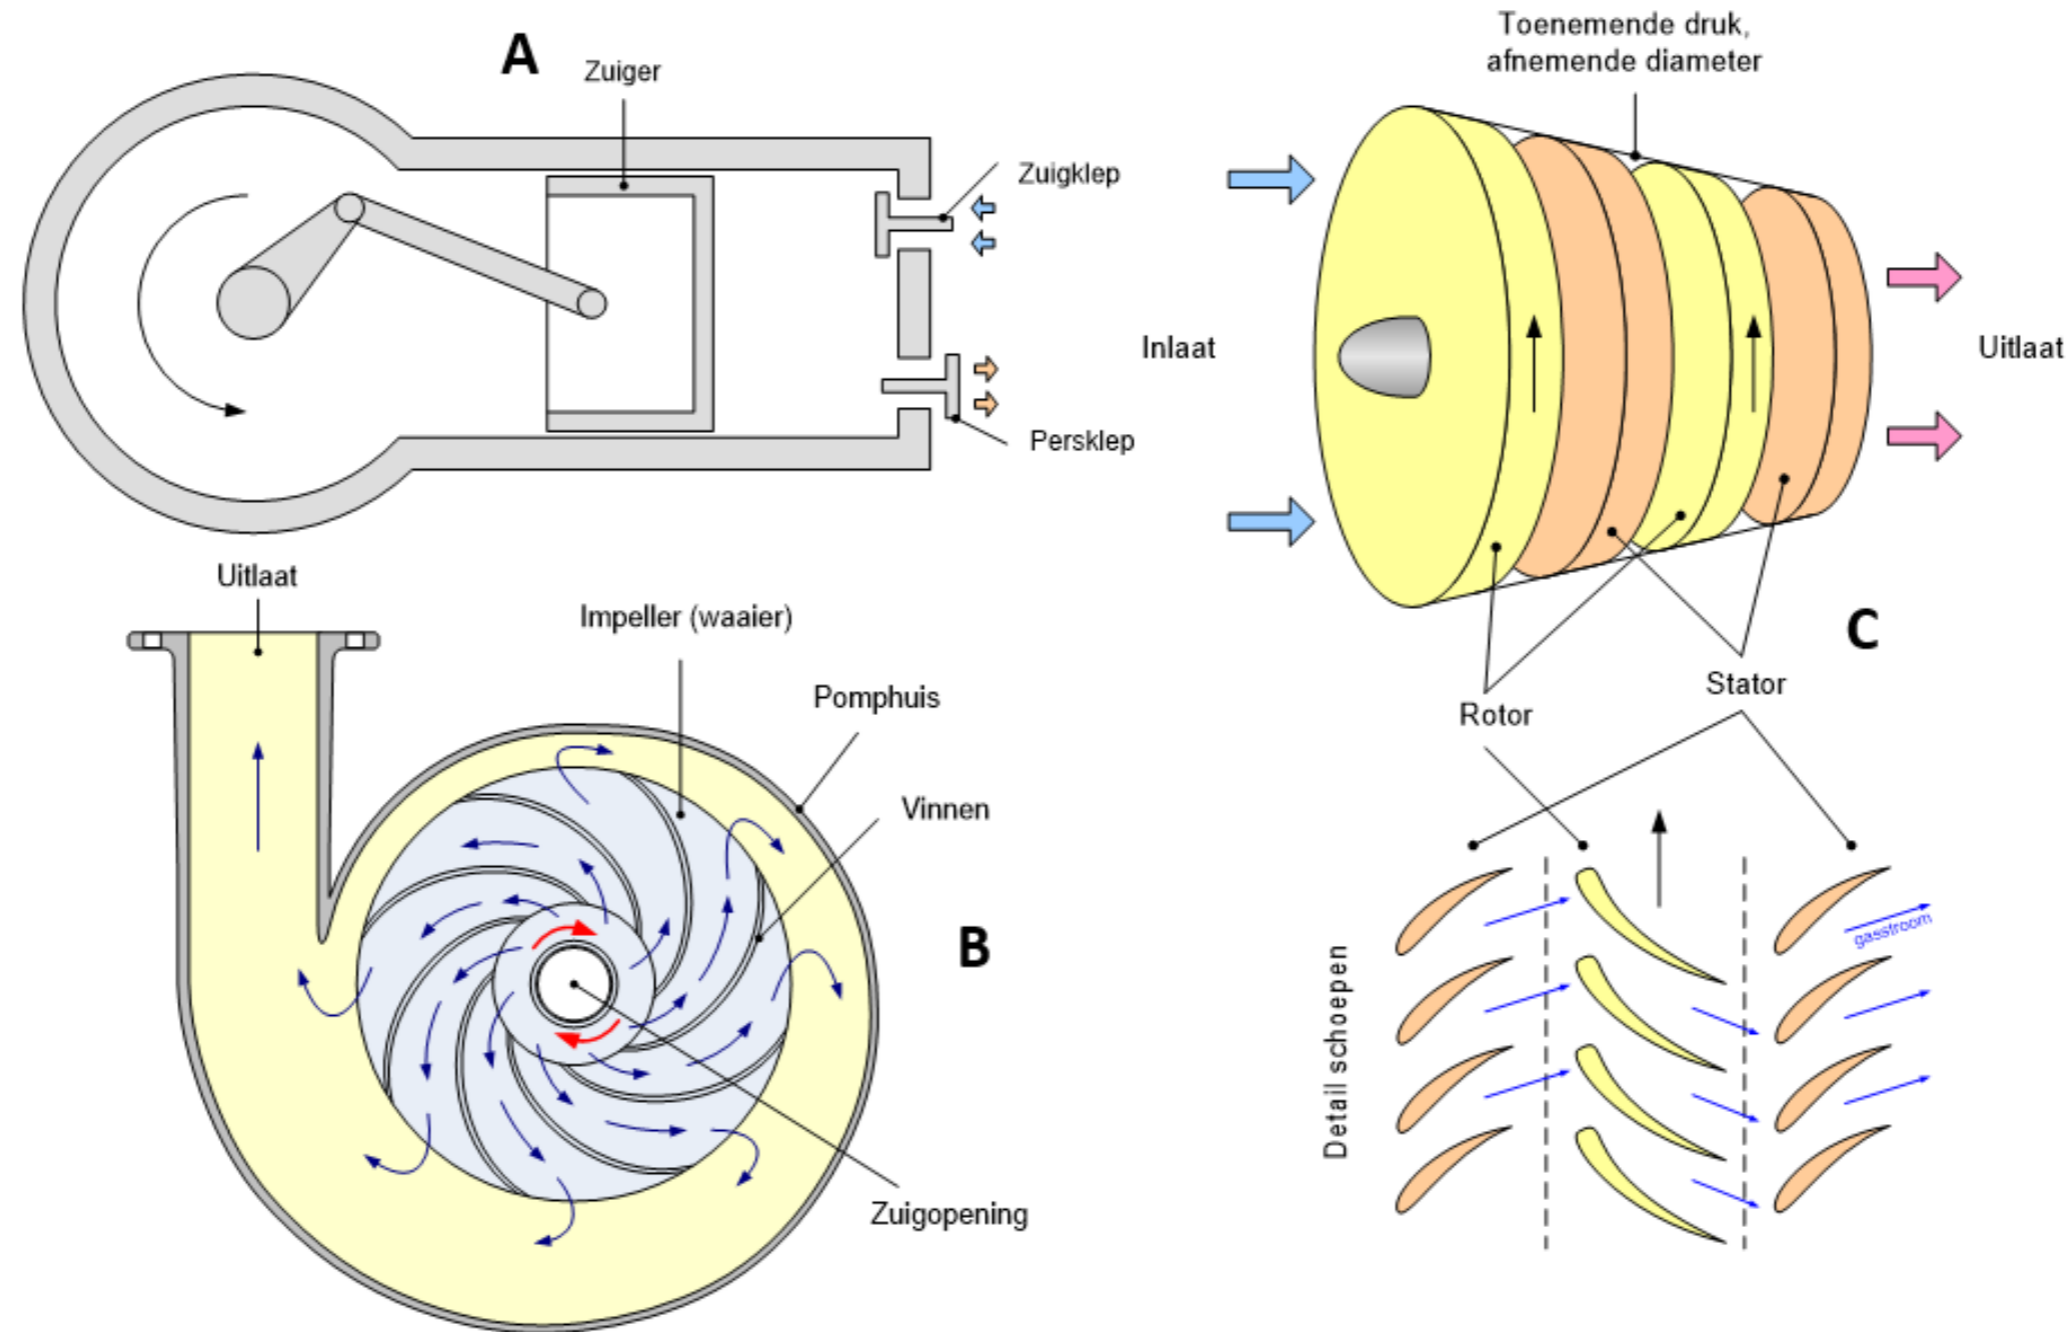 A
Zuiger
Zuigklep
Persklep
Toenemende druk,
afnemende diameter
Inlaat
Uitlaat
C
Stator
Rotor
Detail schoepen
gasstroom
Uitlaat
Impeller (waaier)
Pomphuis
Vinnen
B
Zuigopening